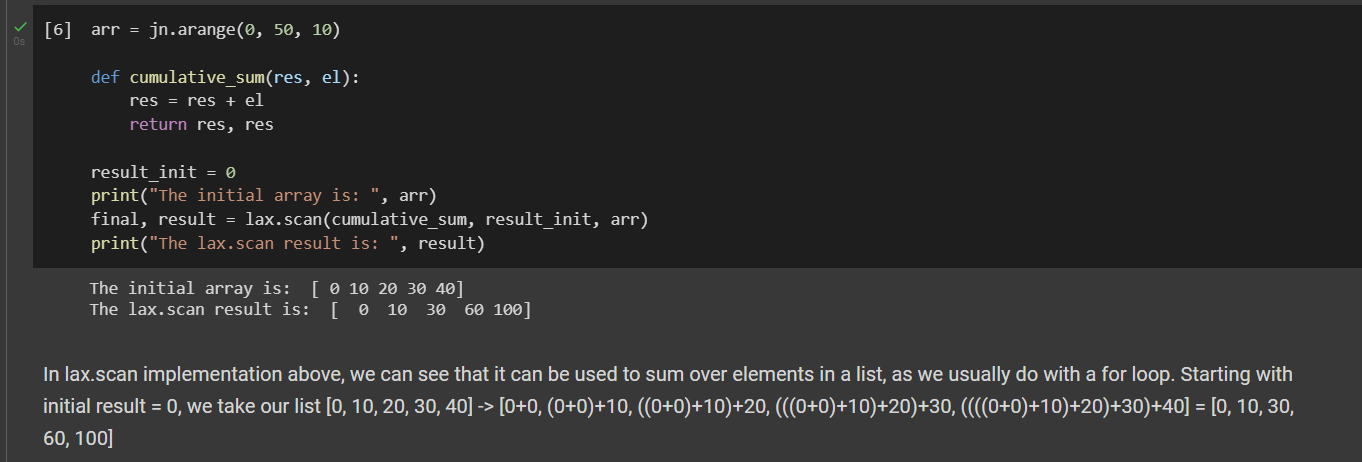 [6] arr = jn.arange(0, 50, 10)
0s
def cumulative_sum(res, el):
    res = res + el
    return res, res
result_init = 0
print("The initial array is: ", arr)
final, result = lax.scan(cumulative_sum, result_init, arr)
print("The lax.scan result is: ", result)
The initial array is:  [ 0 10 20 30 40]
The lax.scan result is:  [  0  10  30  60 100]
In lax.scan implementation above, we can see that it can be used to sum over elements in a list, as we usually do with a for loop. Starting with
initial result = 0, we take our list [0, 10, 20, 30, 40] -> [0+0, (0+0)+10, ((0+0)+10)+20, (((0+0)+10)+20)+30, ((((0+0)+10)+20)+30)+40] = [0, 10, 30,
60, 100]